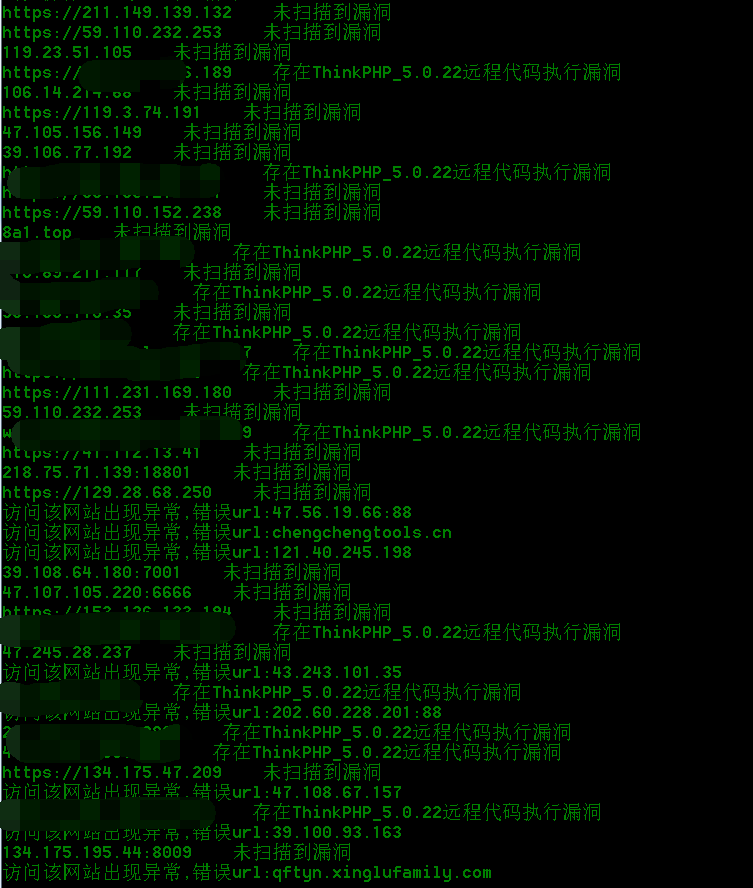 https://211.149.139.132 未扫描到漏洞
https://59.110.232.253 未扫描到漏洞
119.23.51.105 未扫描到漏洞
https:/ .189 存在ThinkPHP_5.0.22远程代码执行漏洞
106.14.214.88 未扫描到漏洞
https://119.3.74.191 未扫描到漏洞
47.105.156.149 未扫描到漏洞
39.106.77.192 未扫描到漏洞
存在ThinkPHP_5.0.22远程代码执行漏洞
未扫描到漏洞
https://59.110.152.238 未扫描到漏洞
8a1.top 未扫描到漏洞
存在ThinkPHP_5.0.22远程代码执行漏洞
未扫描到漏洞
存在ThinkPHP_5.0.22远程代码执行漏洞
.35 未扫描到漏洞
存在ThinkPHP_5.0.22远程代码执行漏洞
7 存在ThinkPHP_5.0.22远程代码执行漏洞
存在ThinkPHP_5.0.22远程代码执行漏洞
https://111.231.169.180 未扫描到漏洞
59.110.232.253 未扫描到漏洞
w 9 存在ThinkPHP_5.0.22远程代码执行漏洞
https://41.112.13.41 未扫描到漏洞
218.75.71.139:18801 未扫描到漏洞
https://129.28.68.250 未扫描到漏洞
访问该网站出现异常,错误url:47.56.19.66:88
访问该网站出现异常,错误url:chengchengtools.cn
访问该网站出现异常,错误url:121.40.245.198
39.108.64.180:7001 未扫描到漏洞
47.107.105.220:6666 未扫描到漏洞
https://153.126.133.194 未扫描到漏洞
存在ThinkPHP_5.0.22远程代码执行漏洞
47.245.28.237 未扫描到漏洞
访问该网站出现异常,错误url:43.243.101.35
存在ThinkPHP_5.0.22远程代码执行漏洞
访问该网站出现异常,错误url:202.60.228.201:88
存在ThinkPHP_5.0.22远程代码执行漏洞
存在ThinkPHP_5.0.22远程代码执行漏洞
https://134.175.47.209 未扫描到漏洞
访问该网站出现异常,错误url:47.108.67.157
存在ThinkPHP_5.0.22远程代码执行漏洞
访问该网站出现异常,错误url:39.100.93.163
134.175.195.44:8009 未扫描到漏洞
访问该网站出现异常,错误url:qftyn.xinglufamily.com